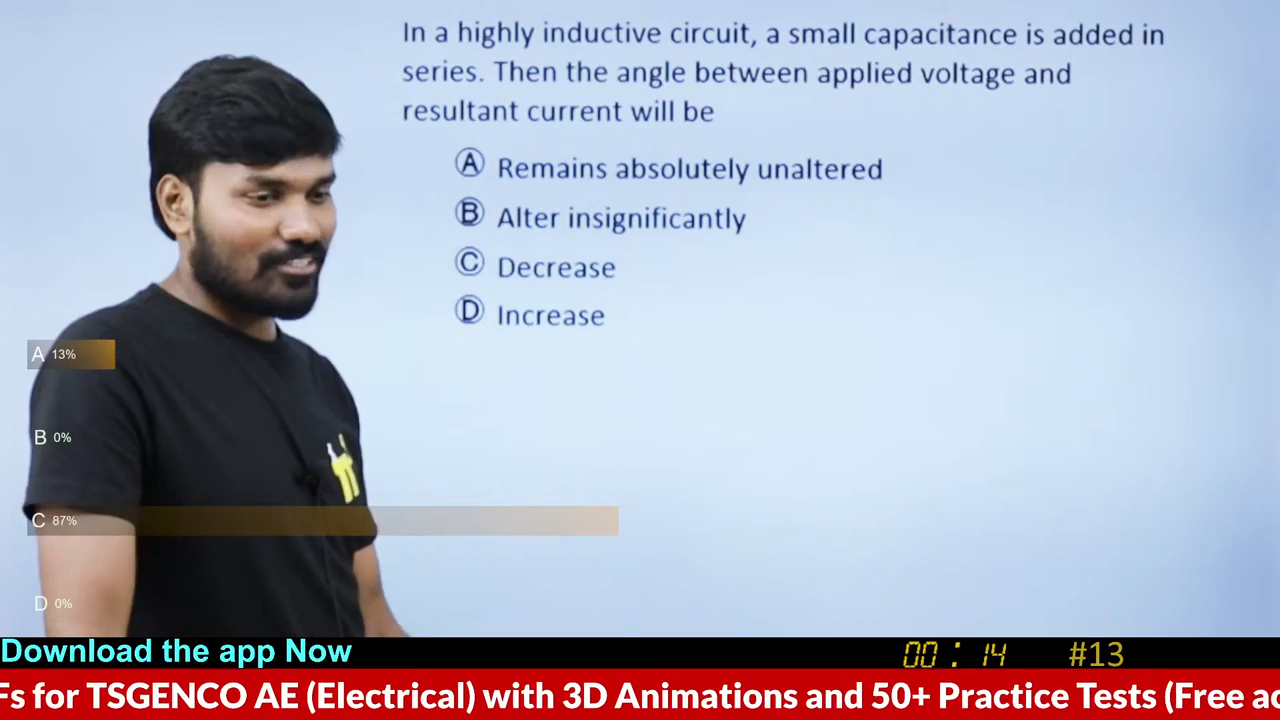 In a highly inductive circuit, a small capacitance is added in
series. Then the angle between applied voltage and
resultant current will be
Ⓐ Remains absolutely unaltered
Ⓑ Alter insignificantly
Ⓒ Decrease
Ⓓ Increase
A 13%
B 0%
C 87%
D 0%
Download the app Now
00 : 14
#13
Fs for TSGENCO AE (Electrical) with 3D Animations and 50+ Practice Tests (Free a